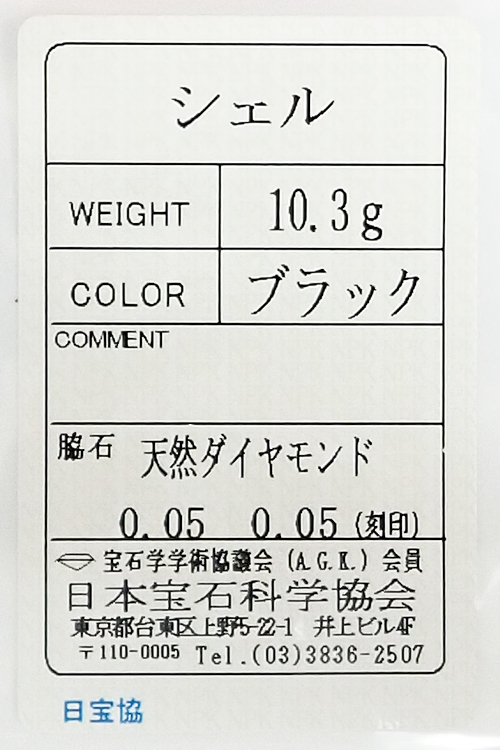 シェル
WEIGHT 10.3g
COLOR ブラック
COMMENT
脇石 天然ダイヤモンド
0.05 0.05 (刻印)
宝石学学術協議会 (A.G.K.) 会員
日本宝石科学協会
東京都台東区上野5-22-1 井上ビル4F
〒110-0005 Tel.(03)3836-2507
日宝協